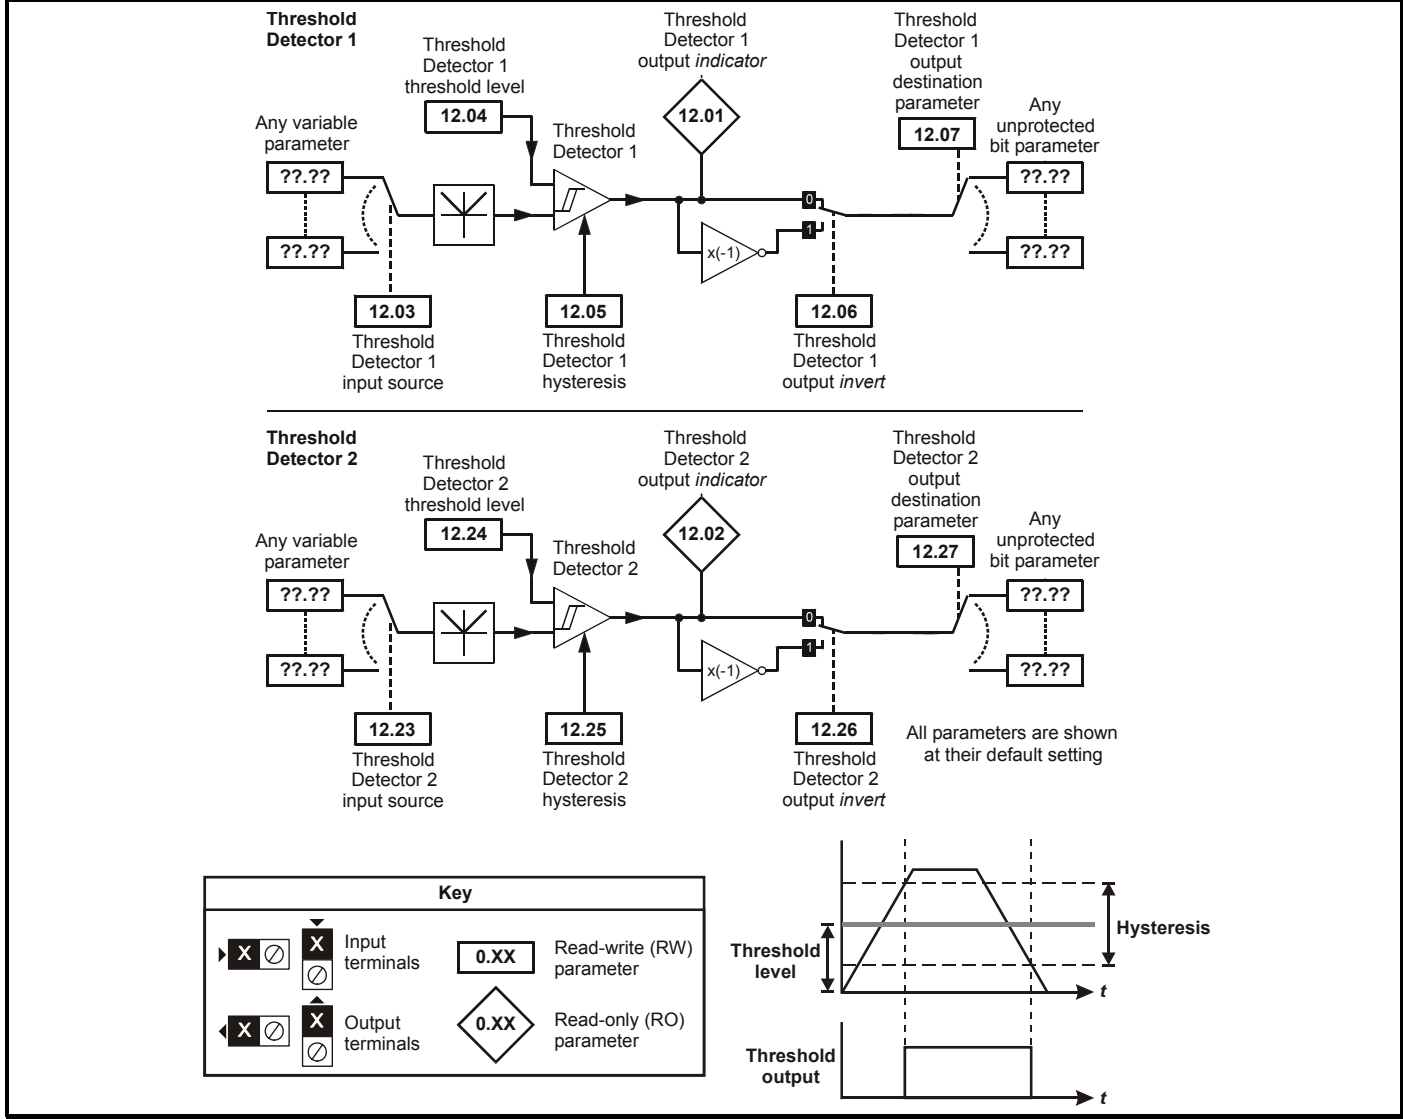 Threshold
Detector 1
Threshold
Detector 1
threshold level
12.04
Threshold
Detector 1
output indicator
12.01
Threshold
Detector 1
output
destination
parameter
12.07
Any variable
parameter
??.??
??.??
Threshold
Detector 1
Any
unprotected
bit parameter
??.??
??.??
0
1
x(-1)
12.03
Threshold
Detector 1
input source
12.05
Threshold
Detector 1
hysteresis
12.06
Threshold
Detector 1
output invert
Threshold
Detector 2
Threshold
Detector 2
threshold level
12.24
Threshold
Detector 2
output indicator
12.02
Threshold
Detector 2
output
destination
parameter
12.27
Any variable
parameter
??.??
??.??
Threshold
Detector 2
Any
unprotected
bit parameter
??.??
??.??
0
1
x(-1)
12.23
Threshold
Detector 2
input source
12.25
Threshold
Detector 2
hysteresis
12.26
Threshold
Detector 2
output invert
All parameters are shown
at their default setting
Key
X
X
Input
terminals
0.XX
Read-write (RW)
parameter
X
X
Output
terminals
0.XX
Read-only (RO)
parameter
Threshold
level
Hysteresis
t
Threshold
output
t